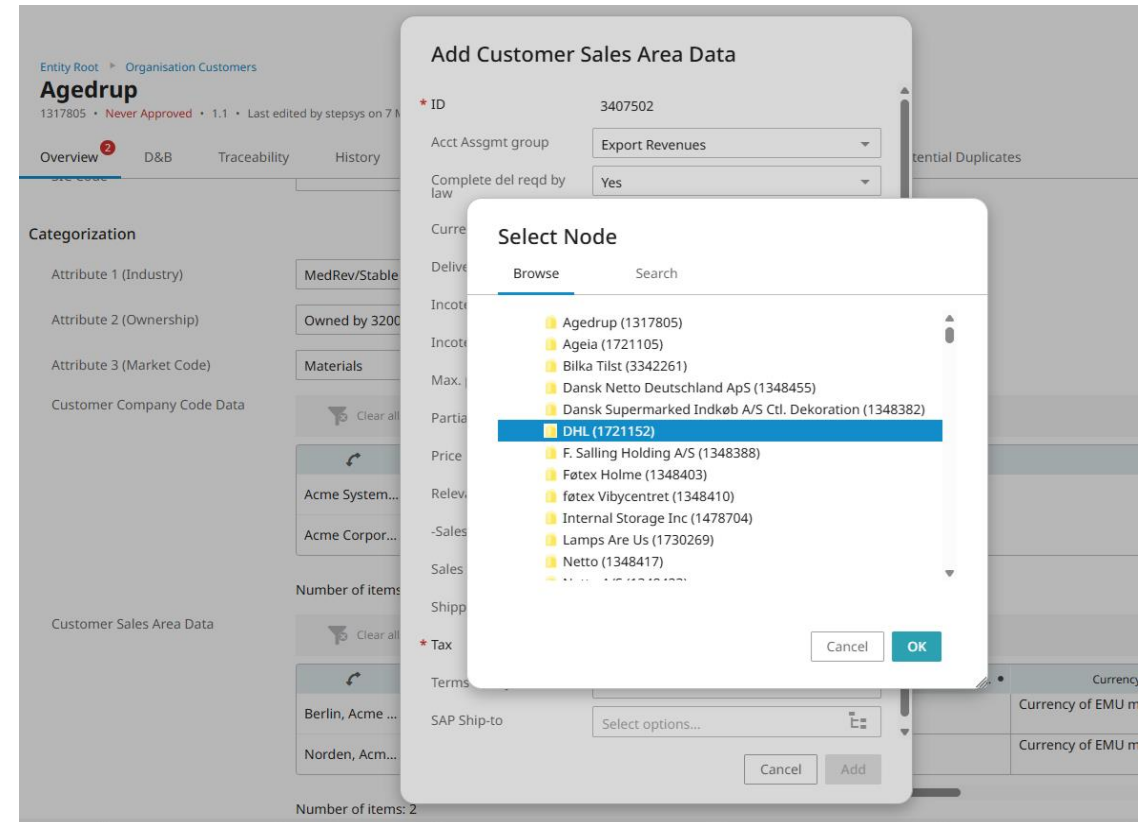 Entity Root ▸ Organisation Customers
Agedrup
1317805 • Never Approved • 1.1 • Last edited by stepsys on 7
Overview 2 D&B Traceability History
tential Duplicates
Categorization
Attribute 1 (Industry) MedRev/Stable
Attribute 2 (Ownership) Owned by 3200
Attribute 3 (Market Code) Materials
Customer Company Code Data Clear all
Acme System...
Acme Corpor...
Number of items
Customer Sales Area Data Clear all
Currency
Berlin, Acme ... Currency of EMU m
Norden, Acm... Currency of EMU m
Number of items: 2
Add Customer Sales Area Data
* ID 3407502
Acct Assgmt group Export Revenues
Complete del reqd by
law
Yes
Curre
Delive
Incote
Incote
Max.
Partia
Price
Releva
-Sales
Sales
Shipp
* Tax
Terms
SAP Ship-to Select options...
Cancel Add
Select Node
Browse Search
Agedrup (1317805)
Ageia (1721105)
Bilka Tilst (3342261)
Dansk Netto Deutschland ApS (1348455)
Dansk Supermarked Indkøb A/S Ctl. Dekoration (1348382)
DHL (1721152)
F. Salling Holding A/S (1348388)
Føtex Holme (1348403)
føtex Vibycentret (1348410)
Internal Storage Inc (1478704)
Lamps Are Us (1730269)
Netto (1348417)
Cancel OK